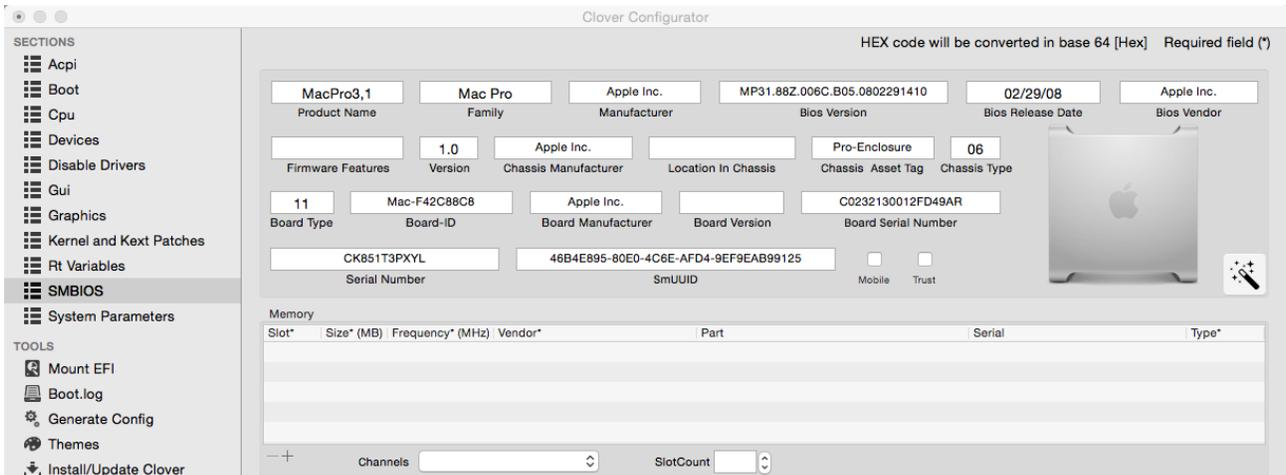 Clover Configurator
SECTIONS
Acpi
Boot
Cpu
Devices
Disable Drivers
Gui
Graphics
Kernel and Kext Patches
Rt Variables
SMBIOS
System Parameters
TOOLS
Mount EFI
Boot.log
Generate Config
Themes
Install/Update Clover
HEX code will be converted in base 64 [Hex] Required field (*)
MacPro3,1 Mac Pro Apple Inc. MP31.88Z.006C.B05.0802291410 02/29/08 Apple Inc.
Product Name Family Manufacturer Bios Version Bios Release Date Bios Vendor
1.0 Apple Inc. Pro-Enclosure 06
Firmware Features Version Chassis Manufacturer Location In Chassis Chassis Asset Tag Chassis Type
11 Mac-F42C88C8 Apple Inc. C0232130012FD49AR
Board Type Board-ID Board Manufacturer Board Version Board Serial Number
CK851T3PXYL 46B4E895-80E0-4C6E-AFD4-9EF9EAB99125
Serial Number SmUUID Mobile Trust
Memory
Slot* Size* (MB) Frequency* (MHz) Vendor* Part Serial Type*
Channels SlotCount